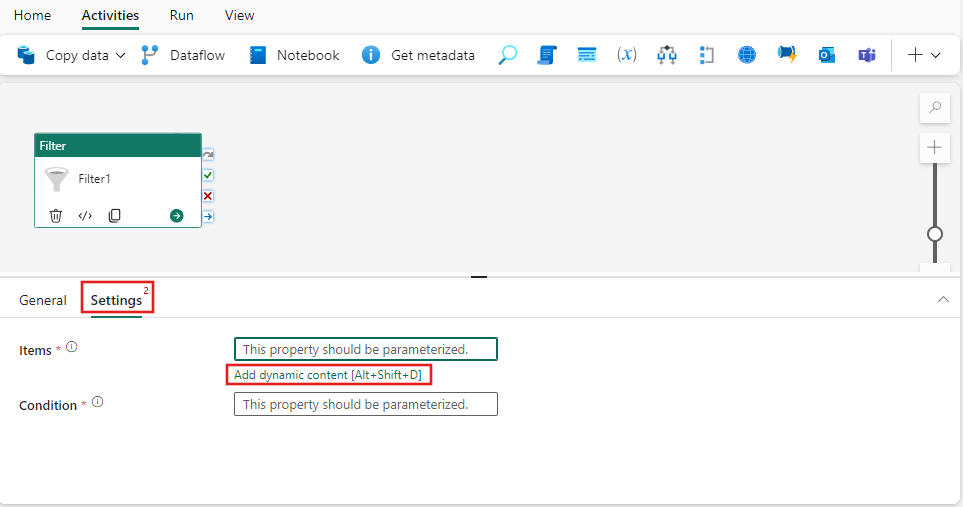 Home Activities Run View
Copy data Dataflow Notebook Get metadata (x)
Filter
Filter1
General Settings 2
Items * This property should be parameterized.
Add dynamic content [Alt+Shift+D]
Condition * This property should be parameterized.